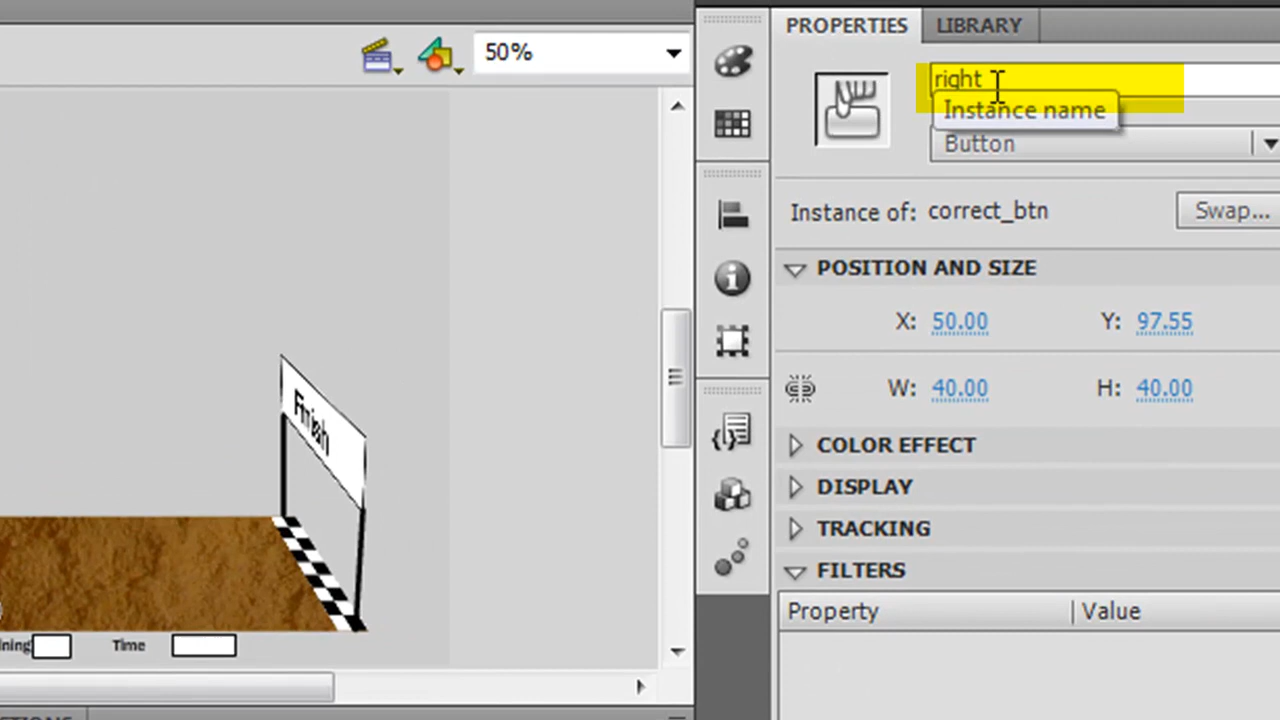 50%
PROPERTIES
LIBRARY
right
Instance name
Button
Instance of: correct_btn
Swap...
POSITION AND SIZE
X: 50.00
Y: 97.55
W: 40.00
H: 40.00
COLOR EFFECT
DISPLAY
TRACKING
FILTERS
Property
Value
Finish
Time